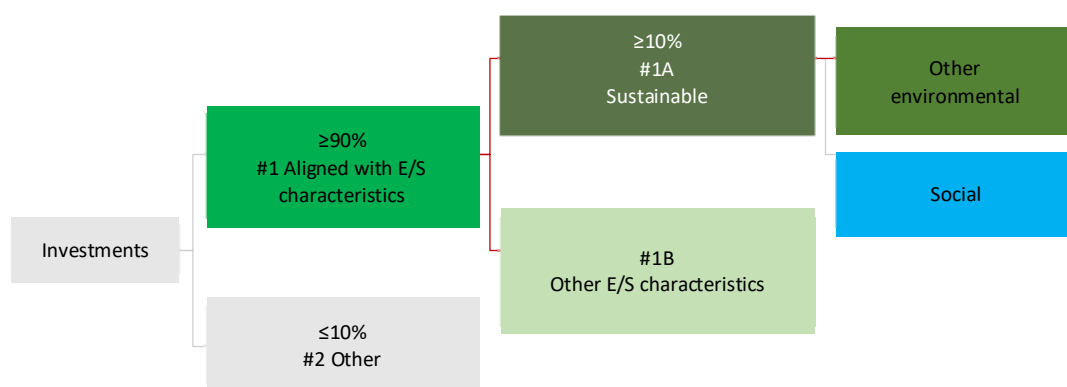 Investments
≥90%
#1 Aligned with E/S
characteristics
≤10%
#2 Other
≥10%
#1A
Sustainable
#1B
Other E/S characteristics
Other
environmental
Social